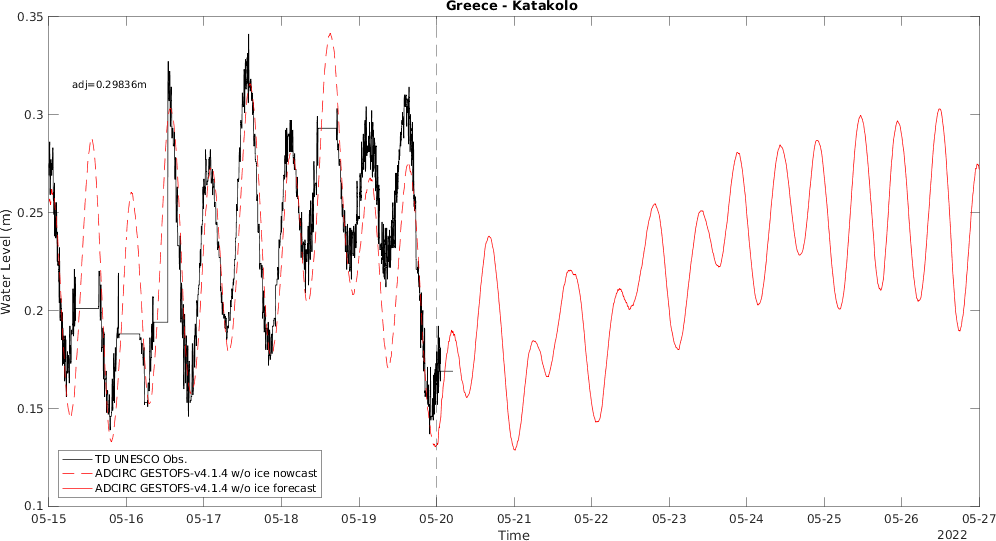 Greece - Katakolo
0.35
0.3
0.25
0.2
0.15
0.1
Water Level (m)
adj=0.29836m
TD UNESCO Obs.
ADCIRC GESTOFS-v4.1.4 w/o ice nowcast
ADCIRC GESTOFS-v4.1.4 w/o ice forecast
05-15 05-16 05-17 05-18 05-19 05-20 05-21 05-22 05-23 05-24 05-25 05-26 05-27
Time
2022